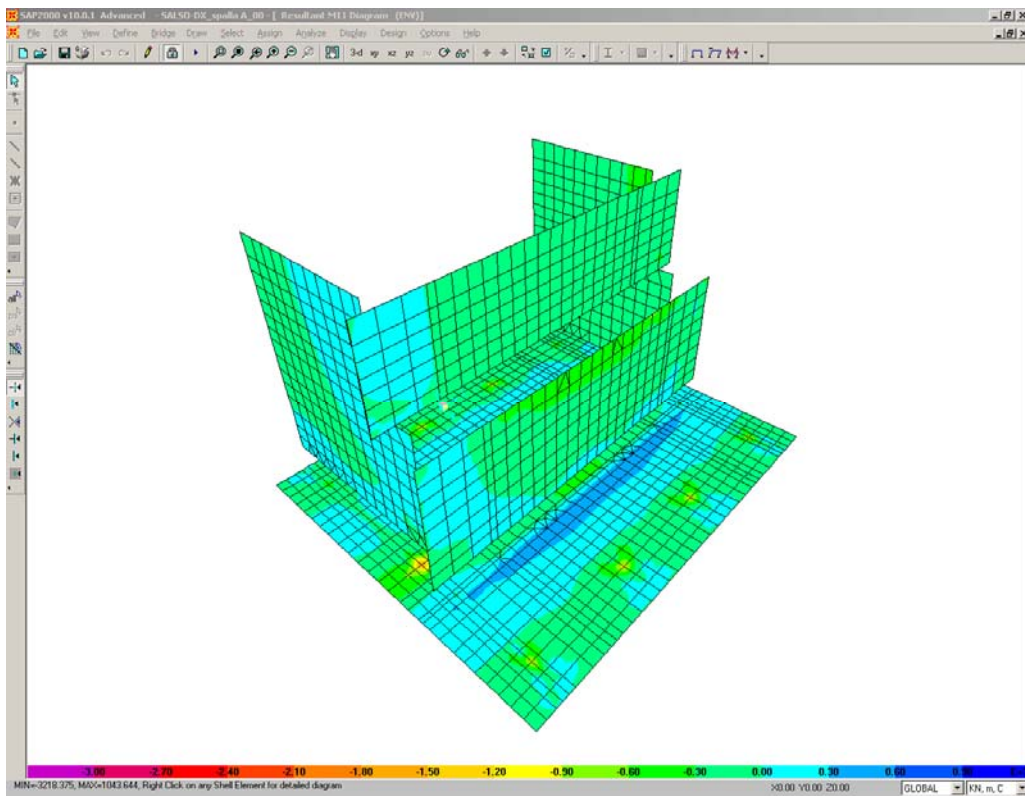 SAP2000 v10.0.1 Advanced - SALSO-DX_spalla A_00 - [ Resultant M11 Diagram (ENV)]
File Edit View Define Bridge Draw Select Assign Analyze Display Design Options Help
3-d xy xz yz
-3.00 -2.70 -2.40 -2.10 -1.80 -1.50 -1.20 -0.90 -0.60 -0.30 0.00 0.30 0.60
MIN=-3218.375, MAX=1043.644, Right Click on any Shell Element for detailed diagram X0.00 Y0.00 Z0.00 GLOBAL KN, m, C